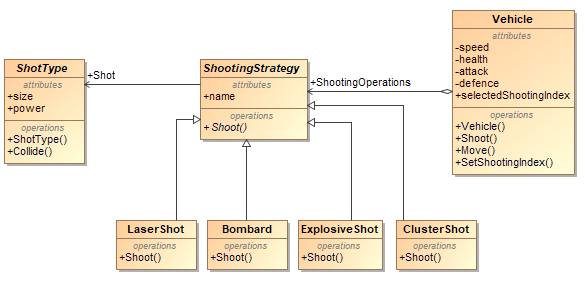 ShotType
attributes
+size
+power
operations
+ShotType()
+Collide()
+Shot
ShootingStrategy
attributes
+name
operations
+ Shoot()
+ShootingOperations
Vehicle
attributes
-speed
-health
-attack
-defence
+selectedShootingIndex
operations
+Vehicle()
+Shoot()
+Move()
+SetShootingIndex()
LaserShot
operations
+Shoot()
Bombard
operations
+Shoot()
ExplosiveShot
operations
+Shoot()
ClusterShot
operations
+Shoot()